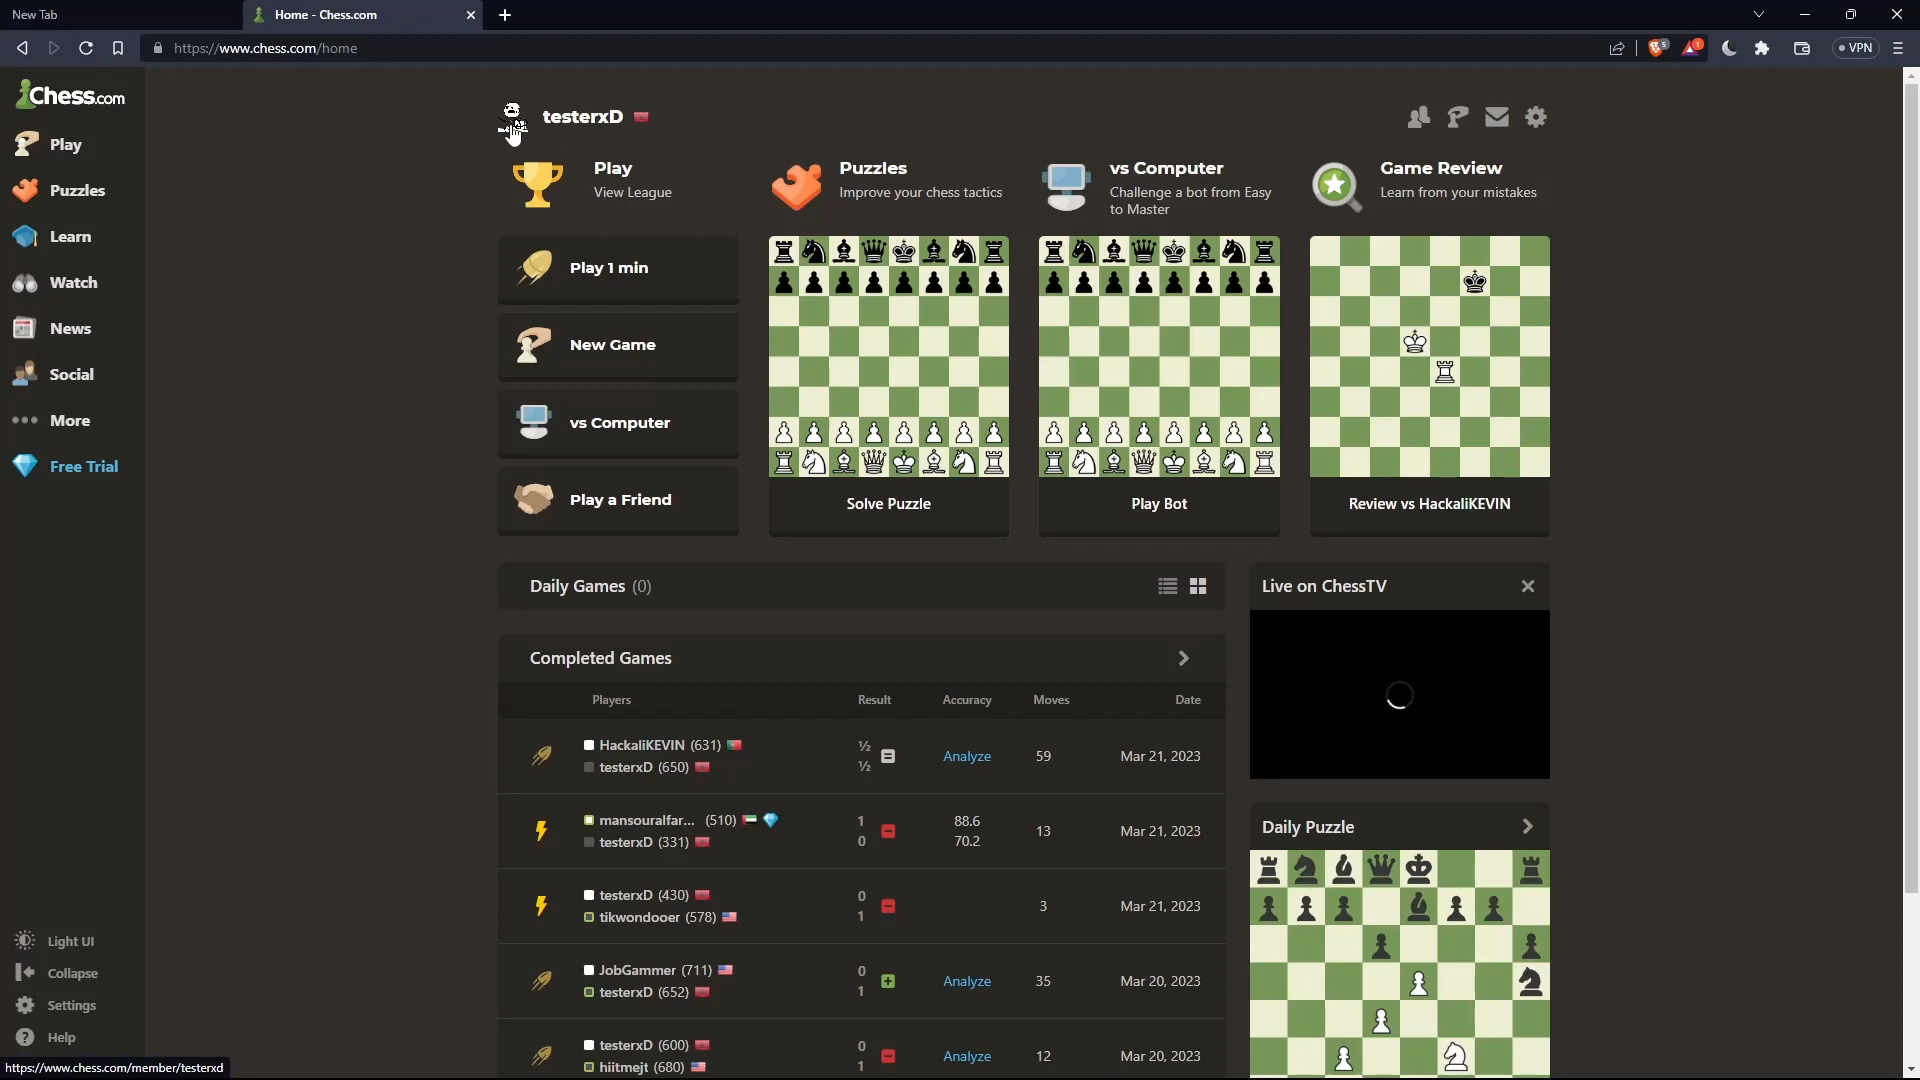 New Tab
Home - Chess.com
https://www.chess.com/home
VPN
5
1
Chess.com
Play
Puzzles
Learn
Watch
News
Social
More
Free Trial
Light UI
Collapse
Settings
Help
testerxD
Play
View League
Puzzles
Improve your chess tactics
vs Computer
Challenge a bot from Easy
to Master
Game Review
Learn from your mistakes
Play 1 min
New Game
vs Computer
Play a Friend
Solve Puzzle
Play Bot
Review vs HackaliKEVIN
Daily Games (0)
Live on ChessTV
Completed Games
Players Result Accuracy Moves Date
HackaliKEVIN (631) ½
testerxD (650) ½
Analyze 59 Mar 21, 2023
mansouralfar... (510) 1 88.6
testerxD (331) 0 70.2
13 Mar 21, 2023
testerxD (430) 0
tikwondooer (578) 1
3 Mar 21, 2023
JobGammer (711) 0
testerxD (652) 1
Analyze 35 Mar 20, 2023
testerxD (600) 0
hiitmejt (680) 1
Analyze 12 Mar 20, 2023
Daily Puzzle
https://www.chess.com/member/testerxd